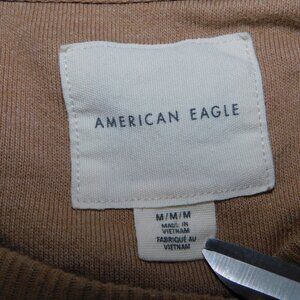 AMERICAN EAGLE
M/M/M
MADE IN
VIETNAM
FABRIQUÉ AU
VIETNAM